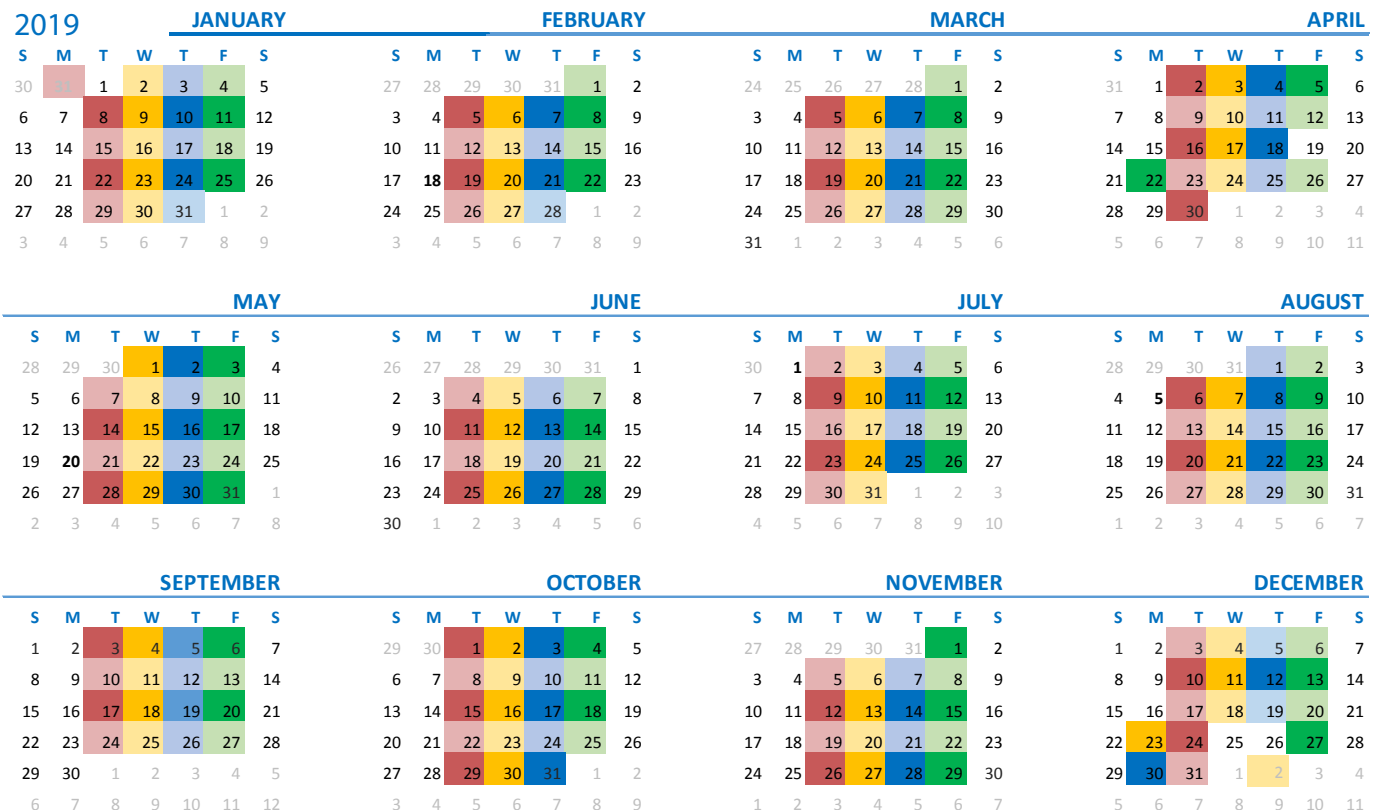 2019 JANUARY FEBRUARY MARCH APRIL
S M T W T F S S M T W T F S S M T W T F S S M T W T F S
30 1 2 3 4 5 27 28 29 30 31 1 2 24 25 26 27 28 1 2 31 1 2 3 4 5 6
6 7 8 9 10 11 12 3 4 5 6 7 8 9 3 4 5 6 7 8 9 7 8 9 10 11 12 13
13 14 15 16 17 18 19 10 11 12 13 14 15 16 10 11 12 13 14 15 16 14 15 16 17 18 19 20
20 21 22 23 24 25 26 17 18 19 20 21 22 23 17 18 19 20 21 22 23 21 22 23 24 25 26 27
27 28 29 30 31 1 2 24 25 26 27 28 1 2 24 25 26 27 28 29 30 28 29 30 1 2 3 4
3 4 5 6 7 8 9 3 4 5 6 7 8 9 31 1 2 3 4 5 6 5 6 7 8 9 10 11
MAY JUNE JULY AUGUST
S M T W T F S S M T W T F S S M T W T F S S M T W T F S
28 29 30 1 2 3 4 26 27 28 29 30 31 1 30 1 2 3 4 5 6 28 29 30 31 1 2 3
5 6 7 8 9 10 11 2 3 4 5 6 7 8 7 8 9 10 11 12 13 4 5 6 7 8 9 10
12 13 14 15 16 17 18 9 10 11 12 13 14 15 14 15 16 17 18 19 20 11 12 13 14 15 16 17
19 20 21 22 23 24 25 16 17 18 19 20 21 22 21 22 23 24 25 26 27 18 19 20 21 22 23 24
26 27 28 29 30 31 1 23 24 25 26 27 28 29 28 29 30 31 1 2 3 25 26 27 28 29 30 31
2 3 4 5 6 7 8 30 1 2 3 4 5 6 4 5 6 7 8 9 10 1 2 3 4 5 6 7
SEPTEMBER OCTOBER NOVEMBER DECEMBER
S M T W T F S S M T W T F S S M T W T F S S M T W T F S
1 2 3 4 5 6 7 29 30 1 2 3 4 5 27 28 29 30 31 1 2 1 2 3 4 5 6 7
8 9 10 11 12 13 14 6 7 8 9 10 11 12 3 4 5 6 7 8 9 8 9 10 11 12 13 14
15 16 17 18 19 20 21 13 14 15 16 17 18 19 10 11 12 13 14 15 16 15 16 17 18 19 20 21
22 23 24 25 26 27 28 20 21 22 23 24 25 26 17 18 19 20 21 22 23 22 23 24 25 26 27 28
29 30 1 2 3 4 5 27 28 29 30 31 1 2 24 25 26 27 28 29 30 29 30 31 1 2 3 4
6 7 8 9 10 11 12 3 4 5 6 7 8 9 1 2 3 4 5 6 7 5 6 7 8 9 10 11